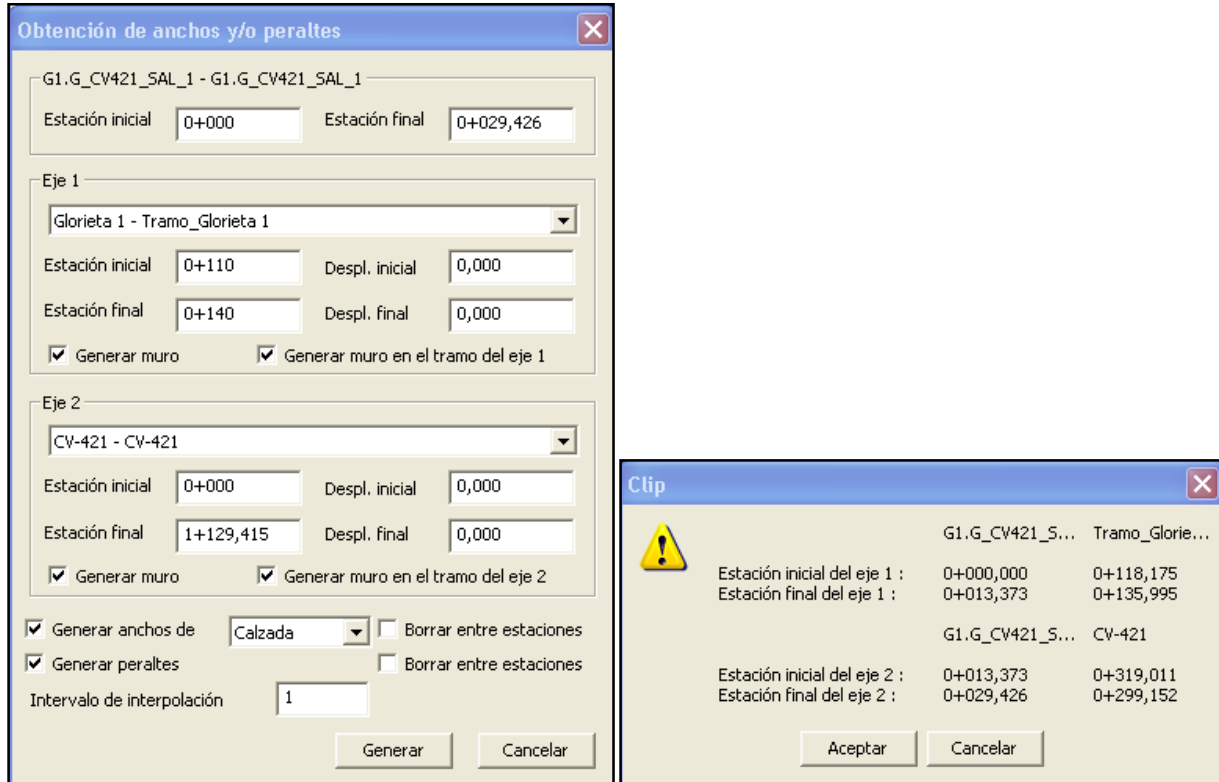 Obtención de anchos y/o peraltes
G1.G_CV421_SAL_1 - G1.G_CV421_SAL_1
Estación inicial 0+000 Estación final 0+029,426
Eje 1
Glorieta 1 - Tramo_Glorieta 1
Estación inicial 0+110 Despl. inicial 0,000
Estación final 0+140 Despl. final 0,000
Generar muro Generar muro en el tramo del eje 1
Eje 2
CV-421 - CV-421
Estación inicial 0+000 Despl. inicial 0,000
Estación final 1+129,415 Despl. final 0,000
Generar muro Generar muro en el tramo del eje 2
Generar anchos de Calzada Borrar entre estaciones
Generar peraltes Borrar entre estaciones
Intervalo de interpolación 1
Generar Cancelar
Clip
G1.G_CV421_S... Tramo_Glorie...
Estación inicial del eje 1 : 0+000,000 0+118,175
Estación final del eje 1 : 0+013,373 0+135,995
G1.G_CV421_S... CV-421
Estación inicial del eje 2 : 0+013,373 0+319,011
Estación final del eje 2 : 0+029,426 0+299,152
Aceptar Cancelar